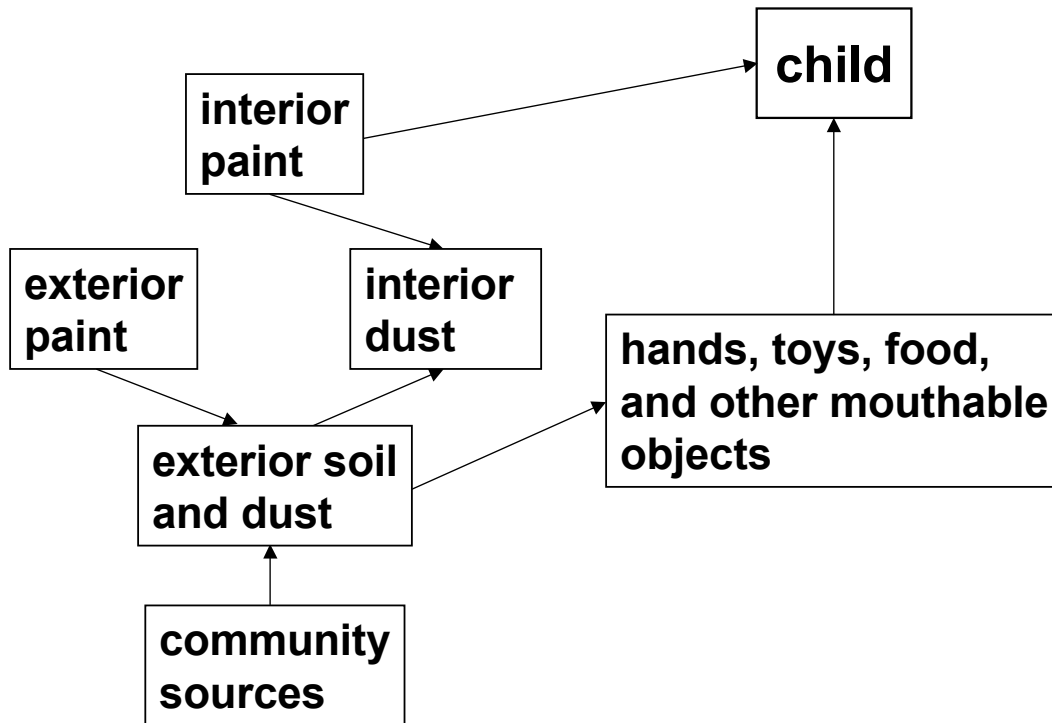 child
interior
paint
exterior
paint
interior
dust
hands, toys, food,
and other mouthable
objects
exterior soil
and dust
community
sources